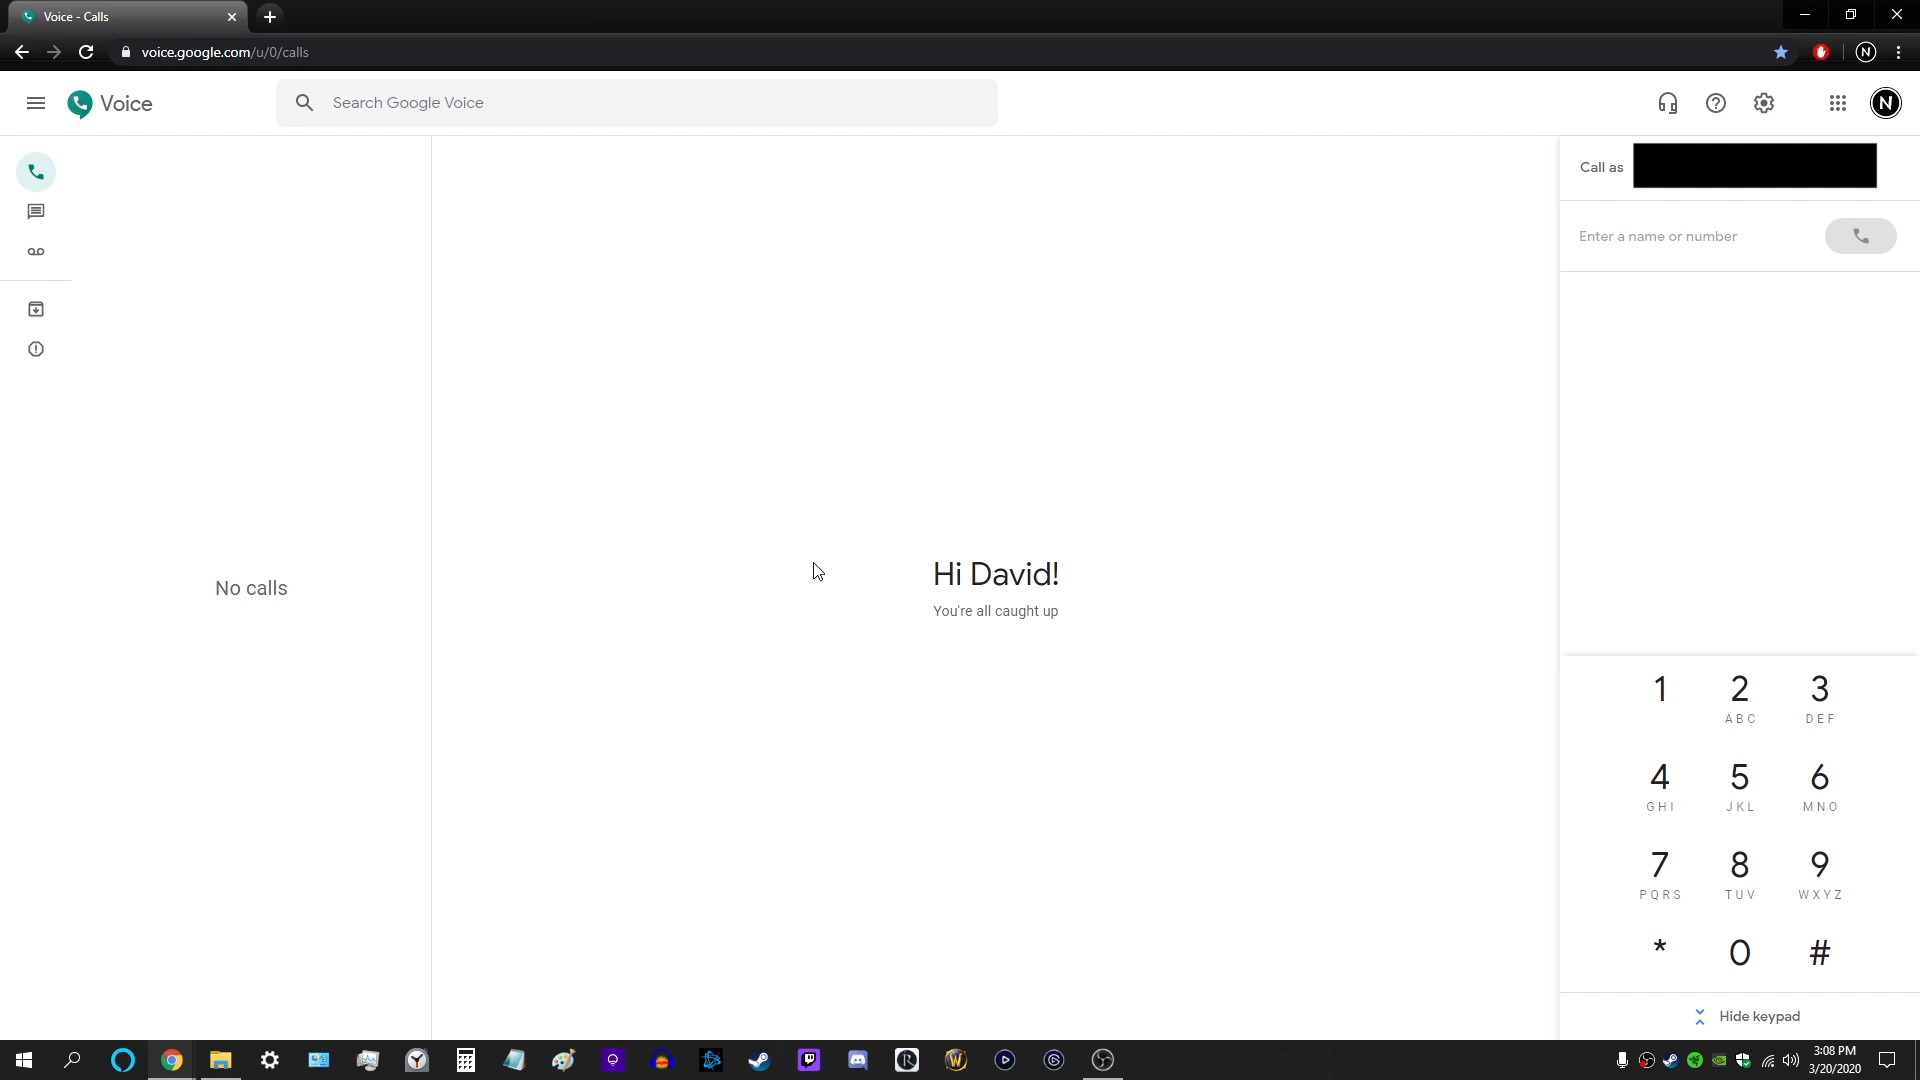 Voice - Calls
voice.google.com/u/0/calls
N
Voice
Search Google Voice
N
Call as
Enter a name or number
No calls
Hi David!
You're all caught up
1 2 3
ABC DEF
4 5 6
GHI JKL MNO
7 8 9
PQRS TUV WXYZ
* 0 #
Hide keypad
3:08 PM
3/20/2020